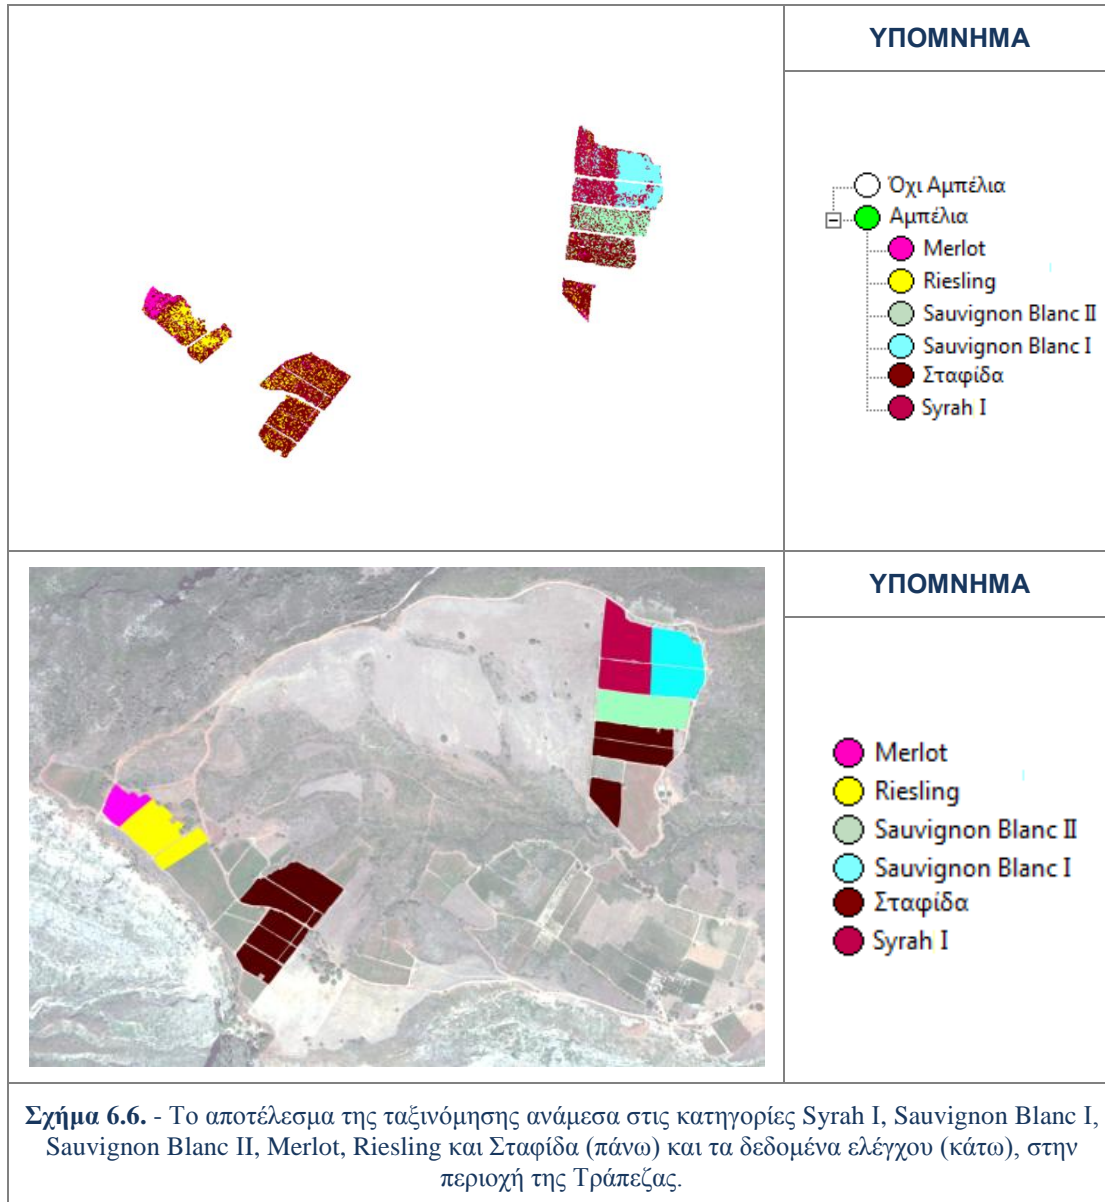 ΥΠΟΜΝΗΜΑ
Όχι Αμπέλια
Αμπέλια
Merlot
Riesling
Sauvignon Blanc II
Sauvignon Blanc I
Σταφίδα
Syrah I
ΥΠΟΜΝΗΜΑ
Merlot
Riesling
Sauvignon Blanc II
Sauvignon Blanc I
Σταφίδα
Syrah I
Σχήμα 6.6. - Το αποτέλεσμα της ταξινόμησης ανάμεσα στις κατηγορίες Syrah I, Sauvignon Blanc I,
Sauvignon Blanc II, Merlot, Riesling και Σταφίδα (πάνω) και τα δεδομένα ελέγχου (κάτω), στην
περιοχή της Τράπεζας.